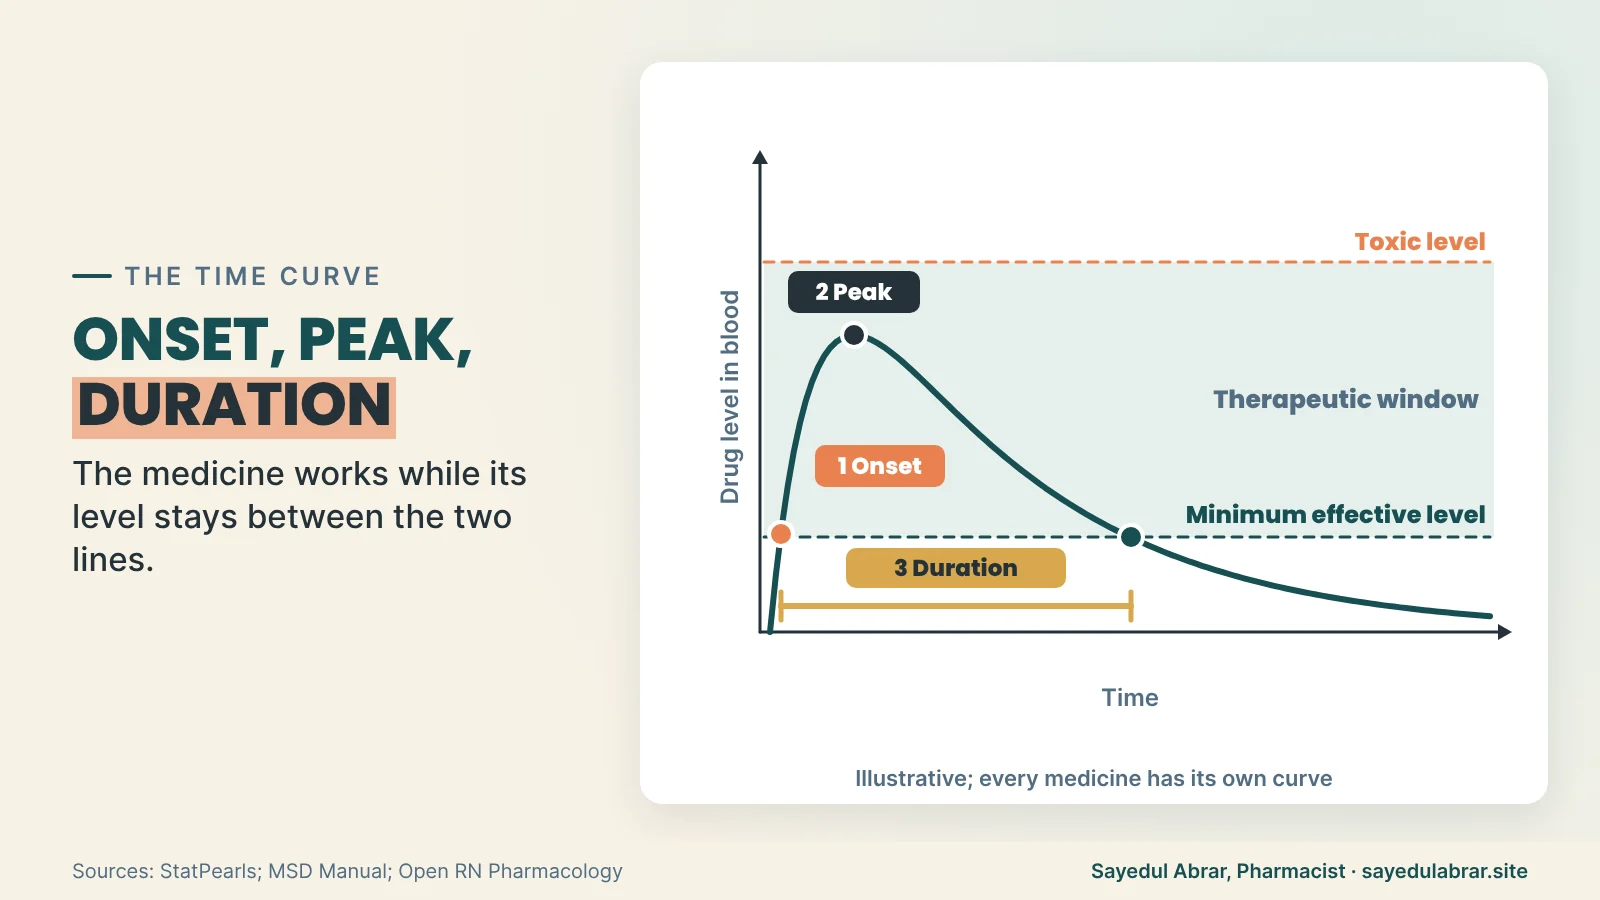 THE TIME CURVE
ONSET, PEAK,
DURATION
The medicine works while its
level stays between the two
lines.
Toxic level
2 Peak
Drug level in blood
Therapeutic window
1 Onset
Minimum effective level
3 Duration
Time
Illustrative; every medicine has its own curve
Sources: StatPearls; MSD Manual; Open RN Pharmacology
Sayedul Abrar, Pharmacist · sayedulabrar.site